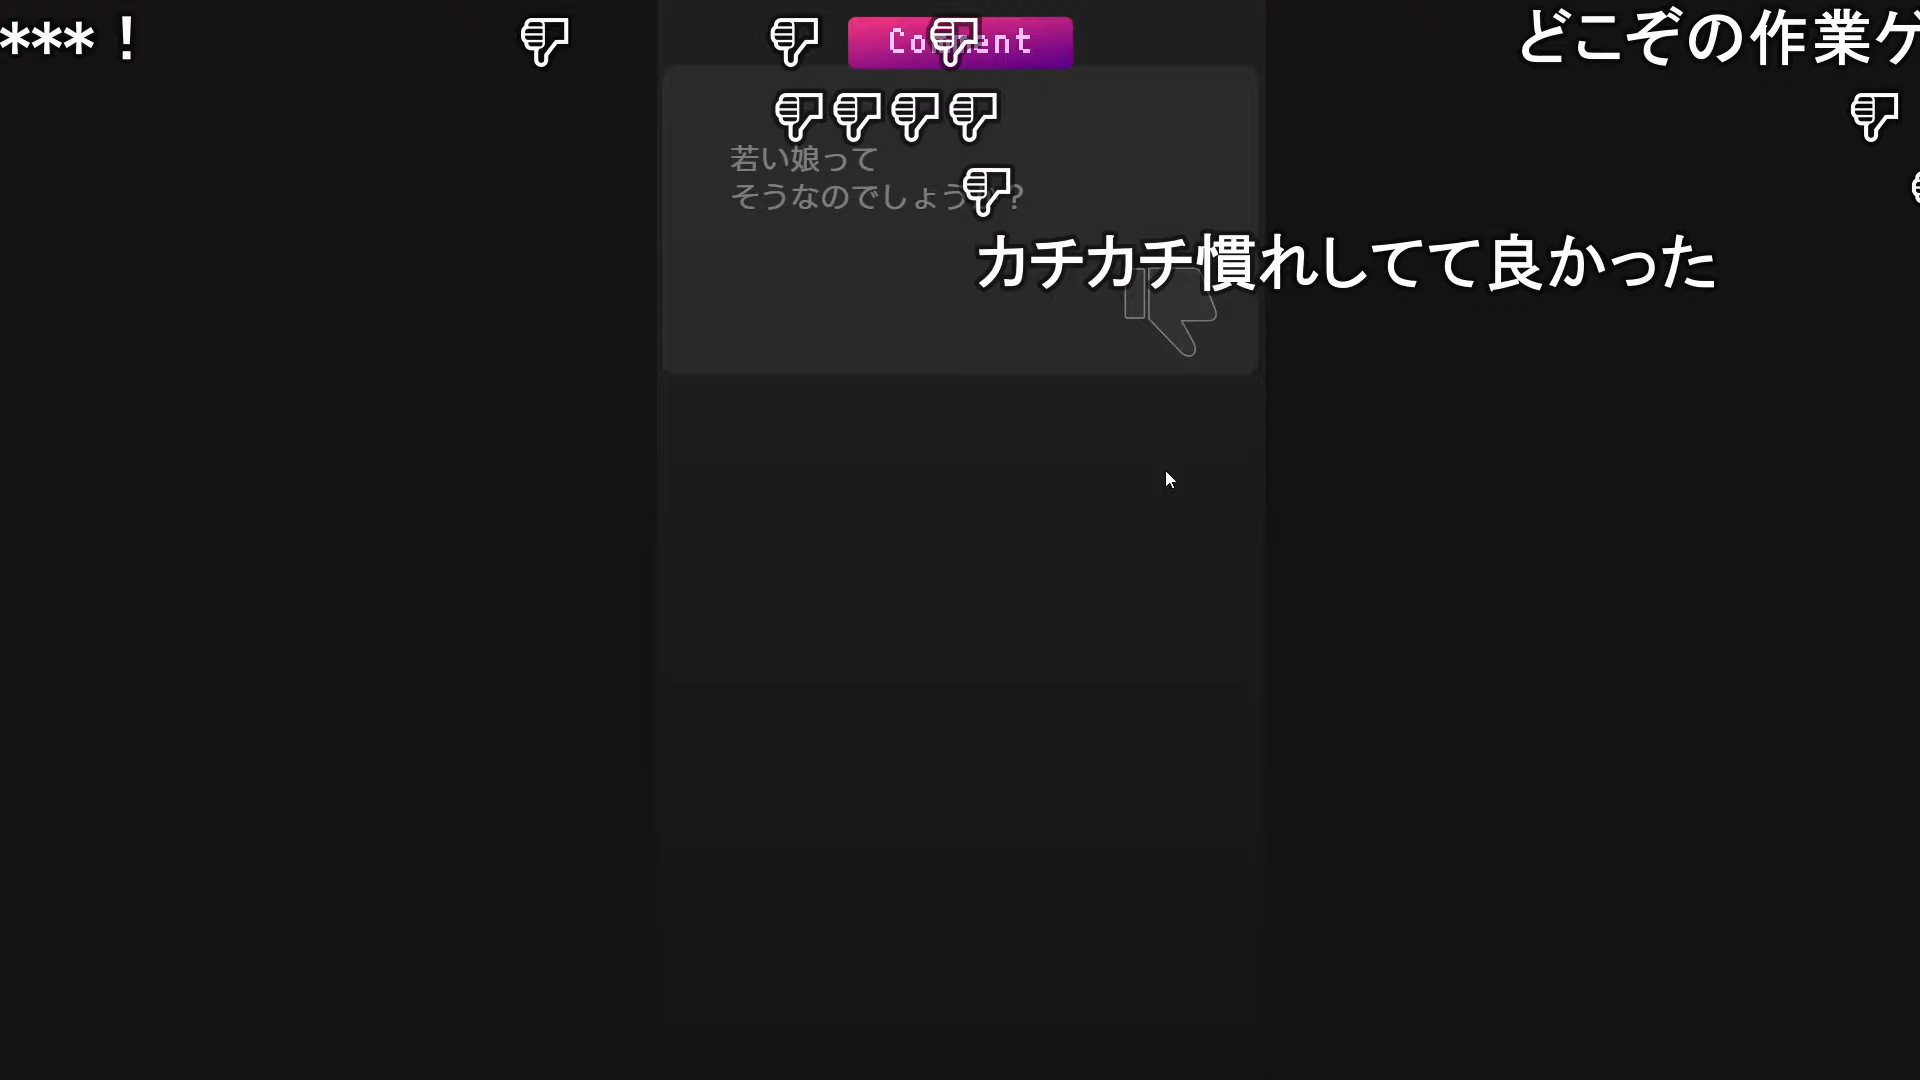 ***！
Comment
どこぞの作業ゲ
若い娘って
そうなのでしょうか？
カチカチ慣れしてて良かった